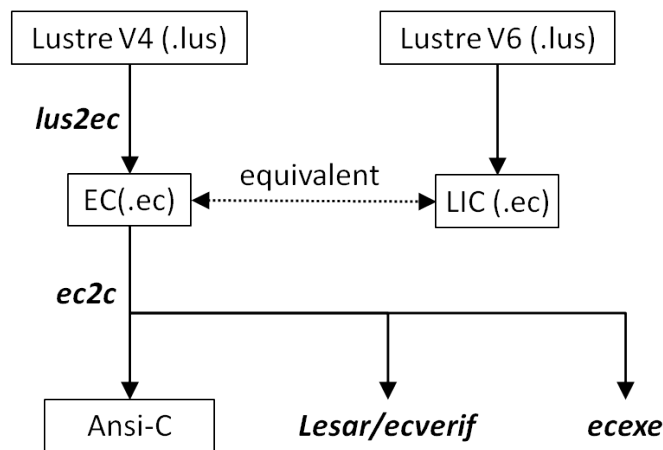 Lustre V4 (.lus)
Lustre V6 (.lus)
lus2ec
equivalent
EC(.ec)
LIC (.ec)
ec2c
Ansi-C
Lesar/ecverif
ecexe